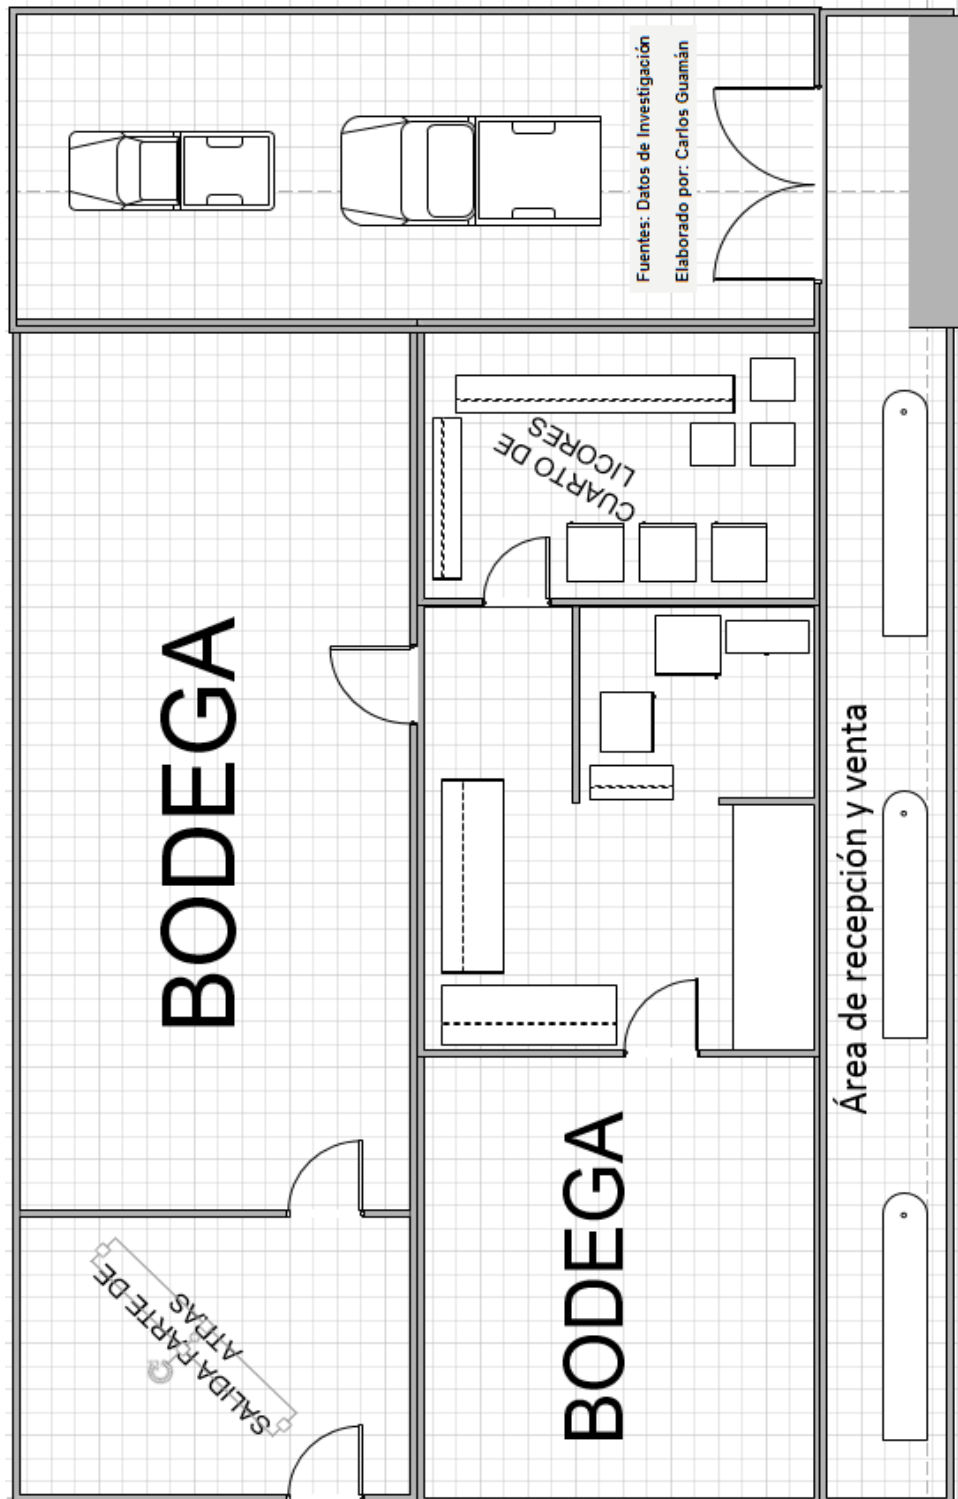 Fuentes: Datos de Investigación
Elaborado por: Carlos Guamán
CUARTO DE
LICORES
BODEGA
Área de recepción y venta
BODEGA
SALIDA PARTE DE
ATRAS